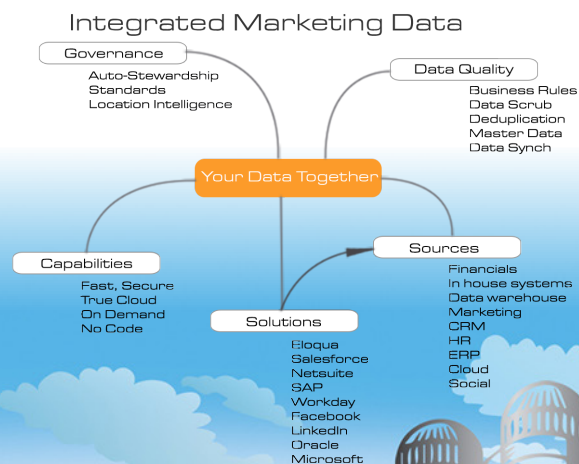 Integrated Marketing Data
Governance
Auto-Stewardship
Standards
Location Intelligence
Data Quality
Business Rules
Data Scrub
Deduplication
Master Data
Data Synch
Your Data Together
Capabilities
Fast, Secure
True Cloud
On Demand
No Code
Solutions
Eloqua
Salesforce
Netsuite
SAP
Workday
Facebook
LinkedIn
Oracle
Microsoft
Sources
Financials
In house systems
Data warehouse
Marketing
CRM
HR
ERP
Cloud
Social